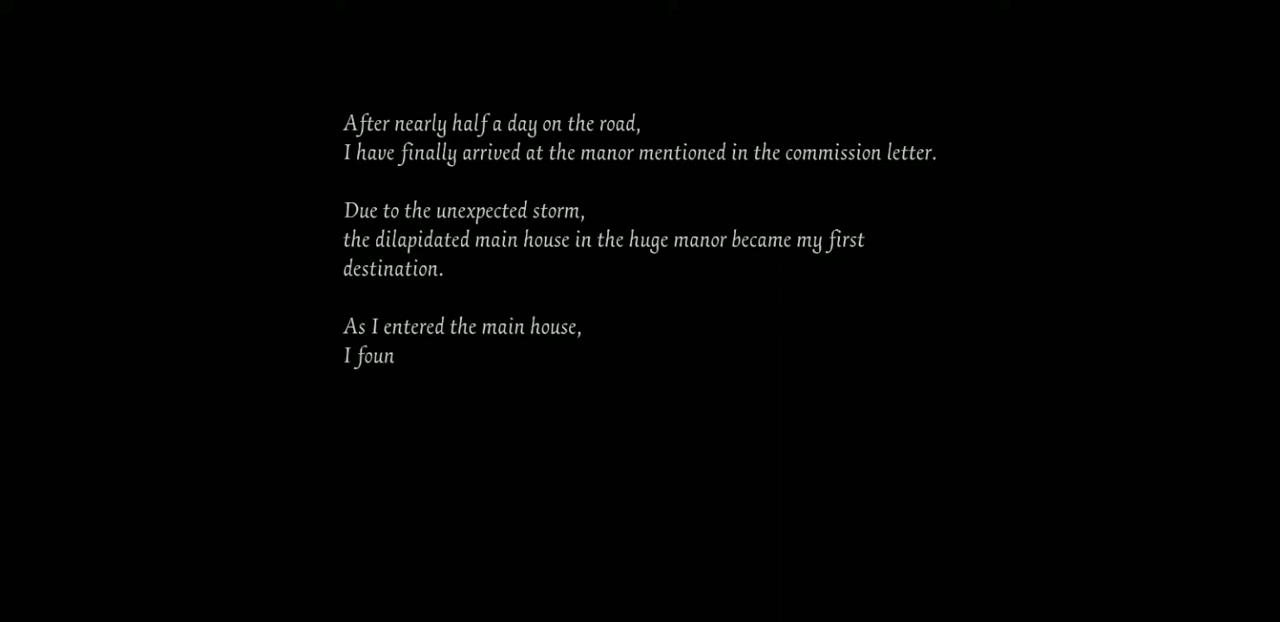 After nearly half a day on the road,
I have finally arrived at the manor mentioned in the commission letter.
Due to the unexpected storm,
the dilapidated main house in the huge manor became my first
destination.
As I entered the main house,
I foun